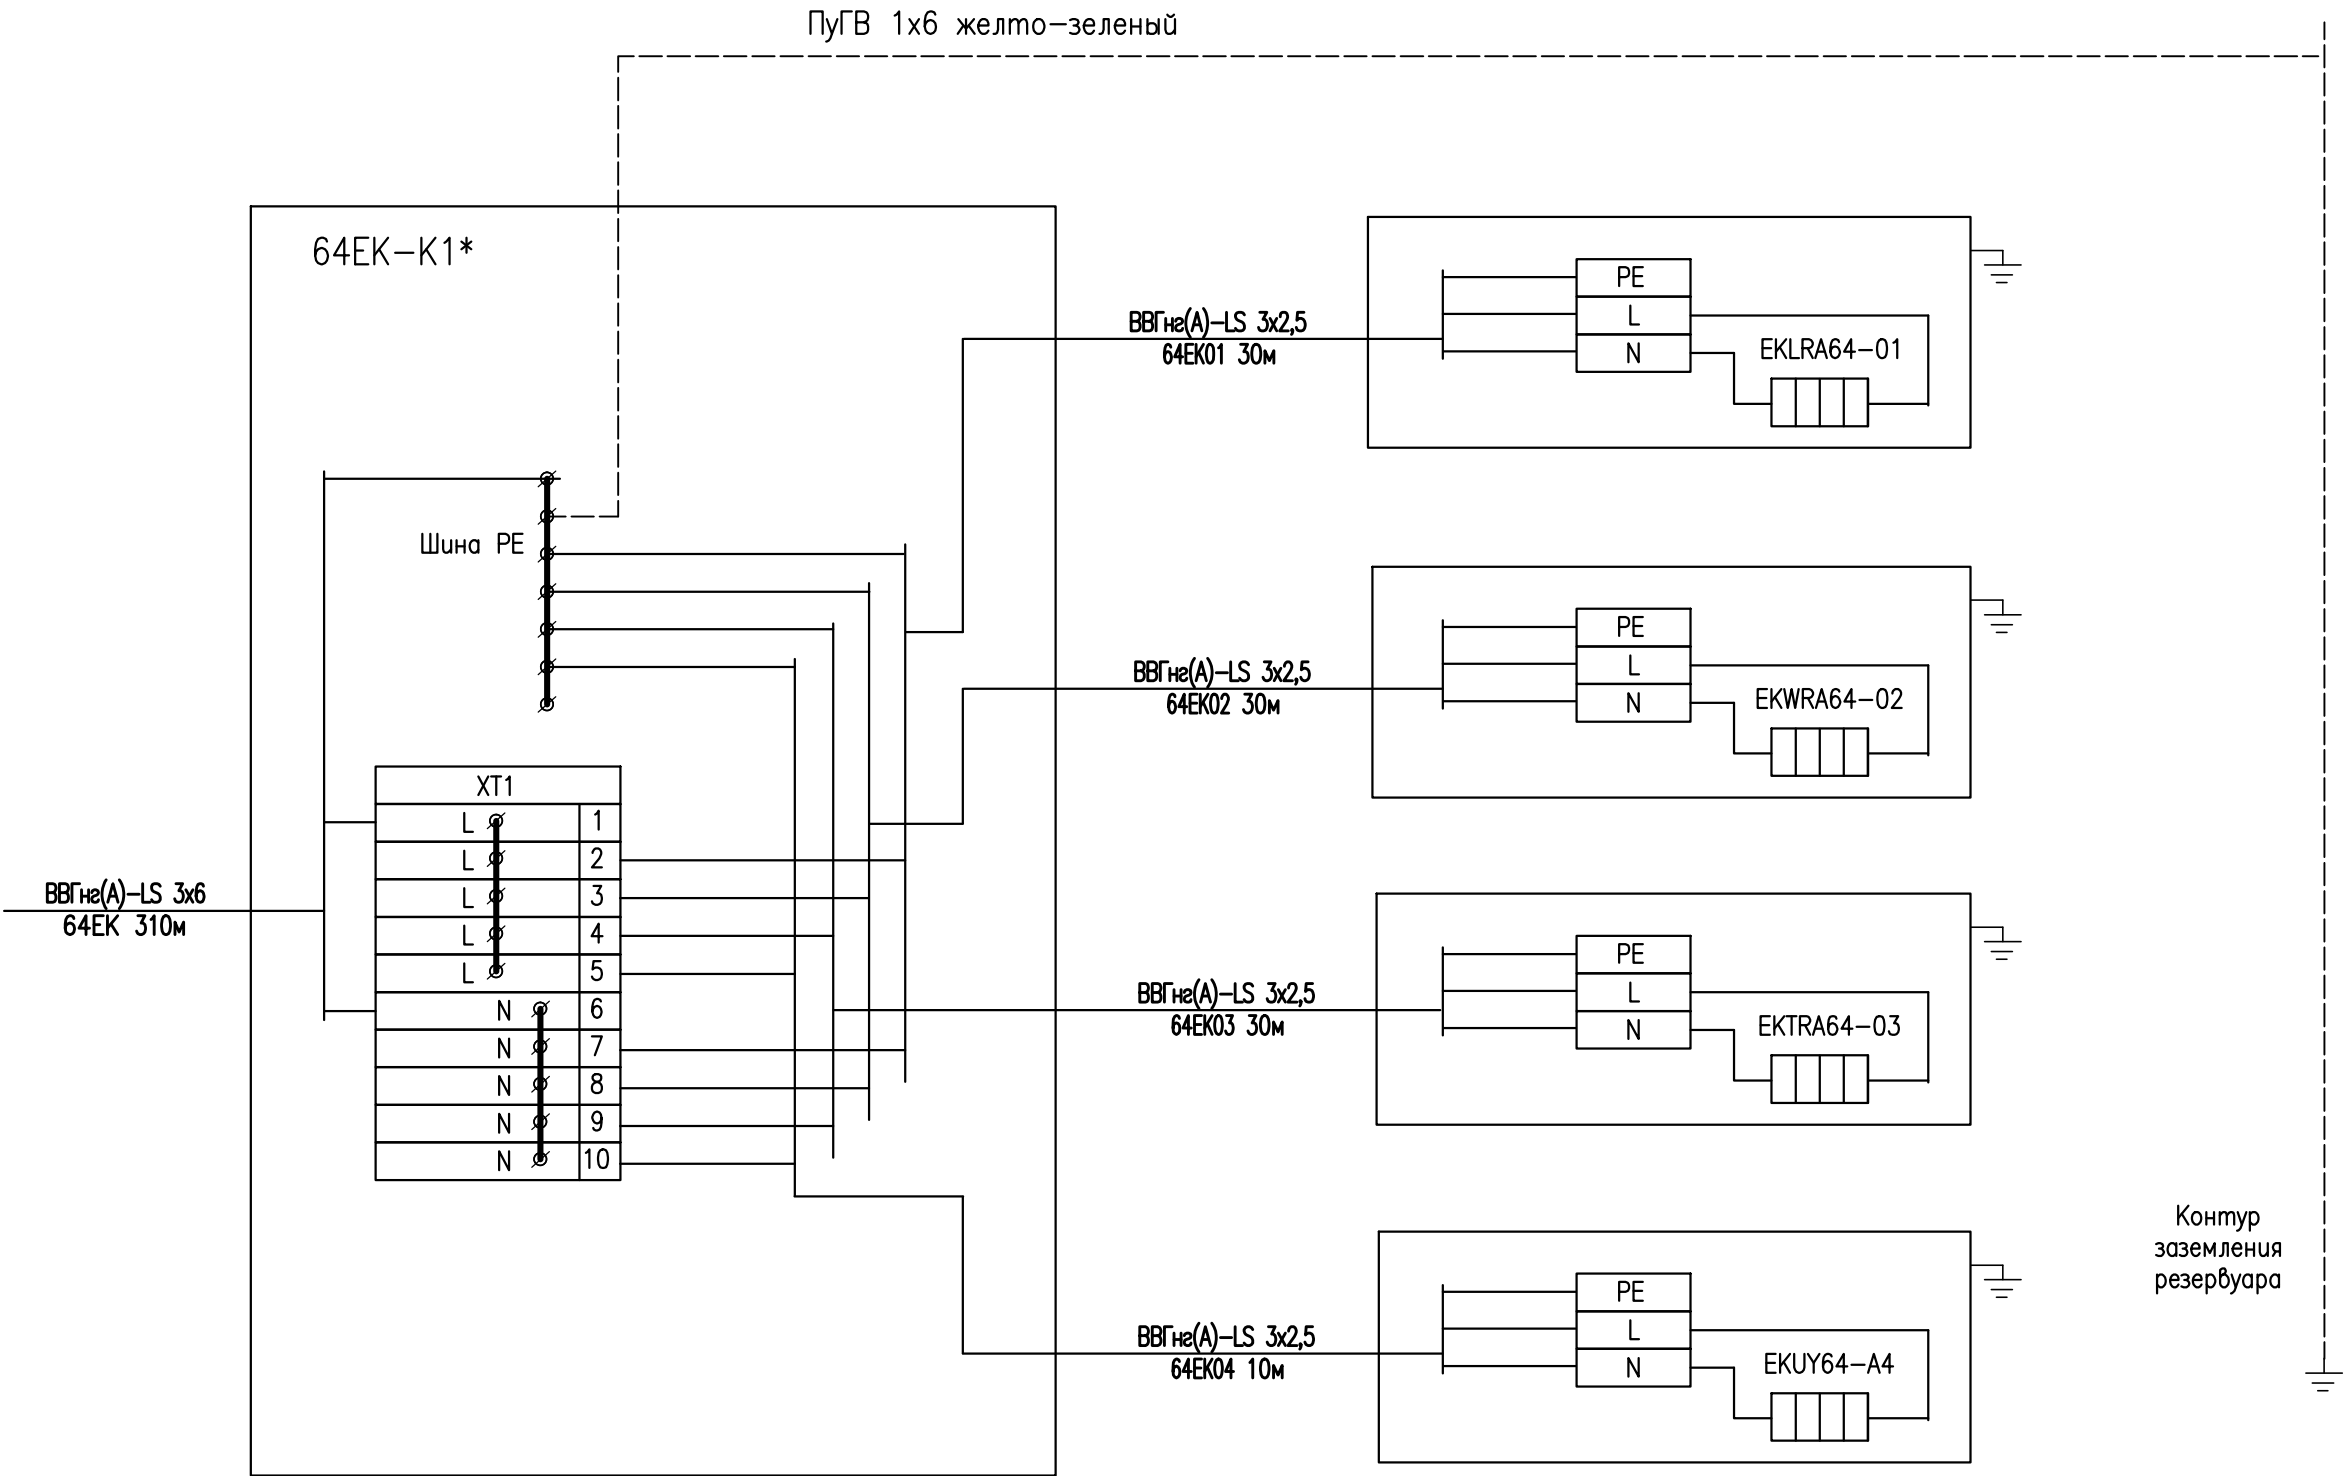 ПуГВ 1х6 желто-зеленый
64ЕК-К1*
Шина РЕ
ХТ1
L 1
L 2
L 3
L 4
L 5
N 6
N 7
N 8
N 9
N 10
ВВГнг(А)-LS 3х6
64ЕК 310м
ВВГнг(А)-LS 3х2,5
64ЕК01 30м
PE
L
N
EKLRA64-01
ВВГнг(А)-LS 3х2,5
64ЕК02 30м
PE
L
N
EKWRA64-02
ВВГнг(А)-LS 3х2,5
64ЕК03 30м
PE
L
N
EKTRA64-03
ВВГнг(А)-LS 3х2,5
64ЕК04 10м
PE
L
N
EKUY64-A4
Контур
заземления
резервуара